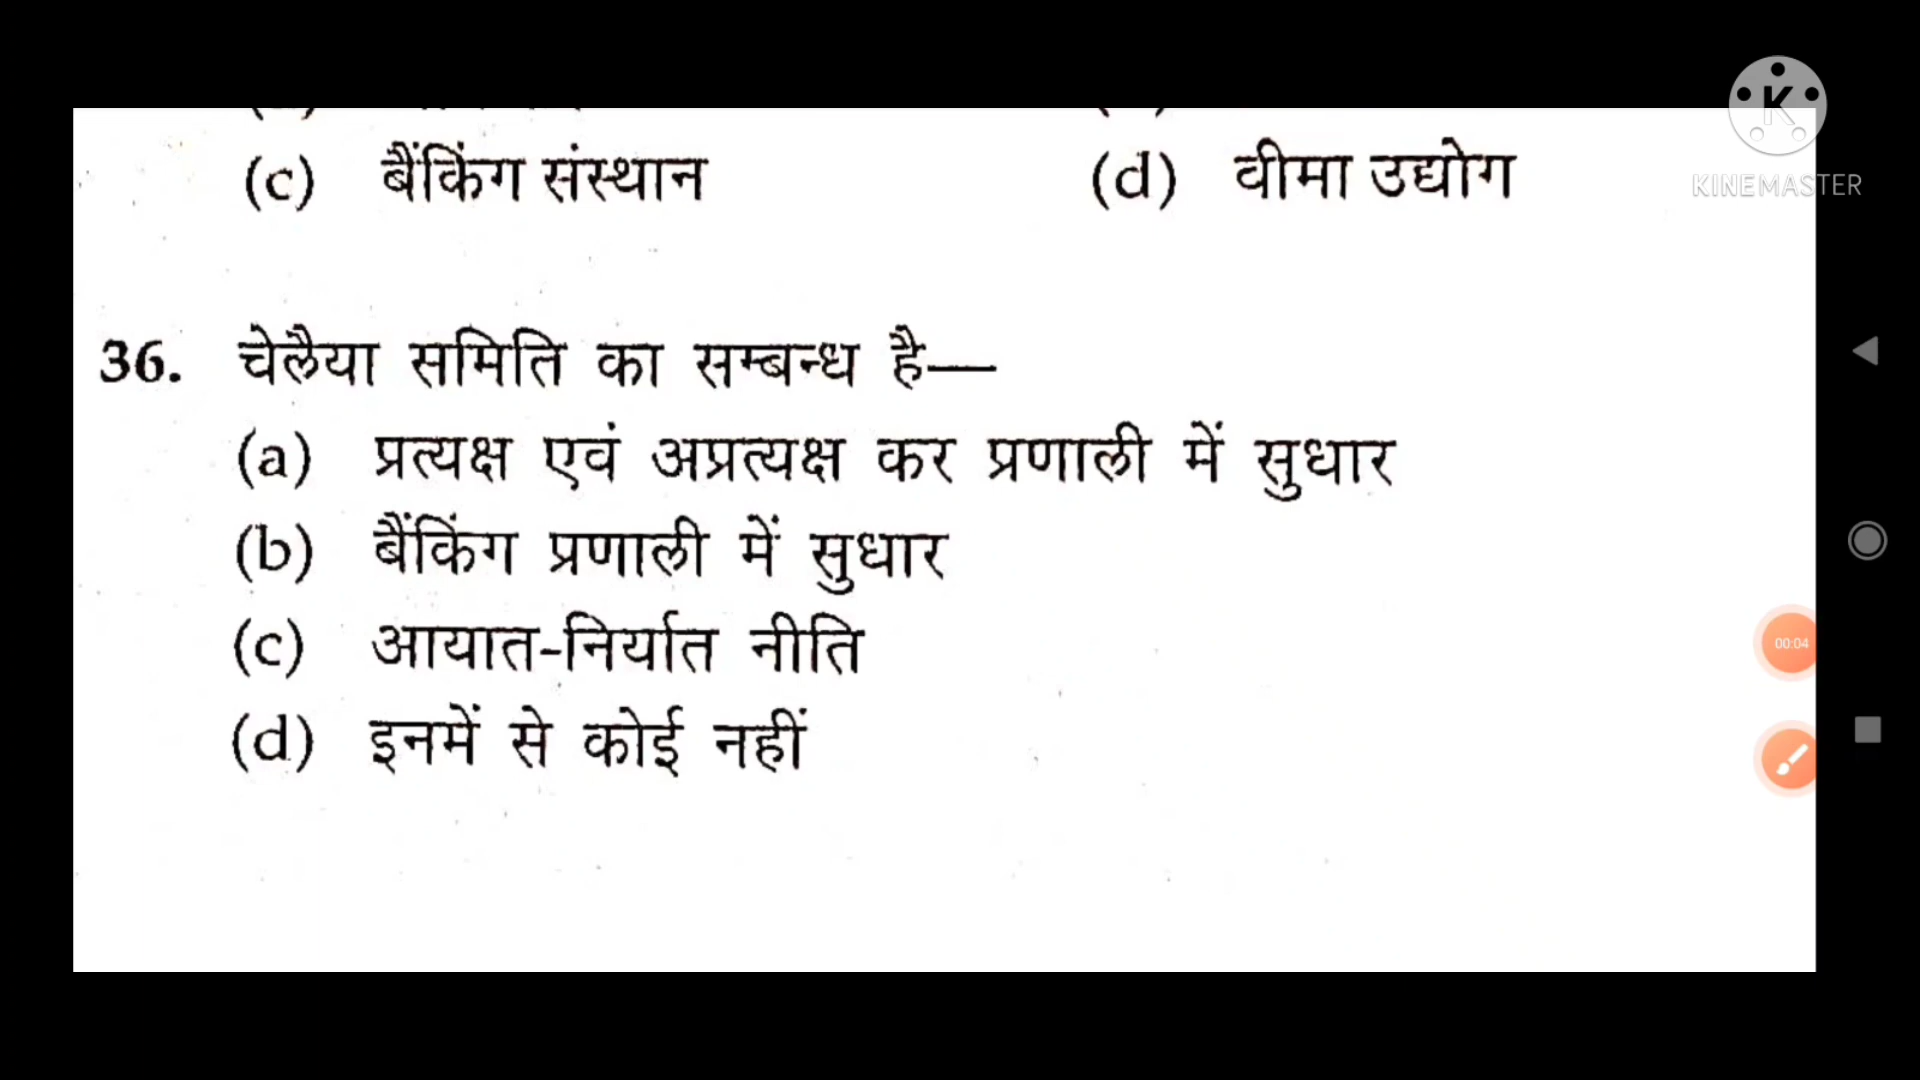 (c) बैंकिंग संस्थान (d) वीमा उद्योग
36. चेलैया समिति का सम्बन्ध है—
(a) प्रत्यक्ष एवं अप्रत्यक्ष कर प्रणाली में सुधार
(b) बैंकिंग प्रणाली में सुधार
(c) आयात-निर्यात नीति
(d) इनमें से कोई नहीं
K
KINEMASTER
00:04